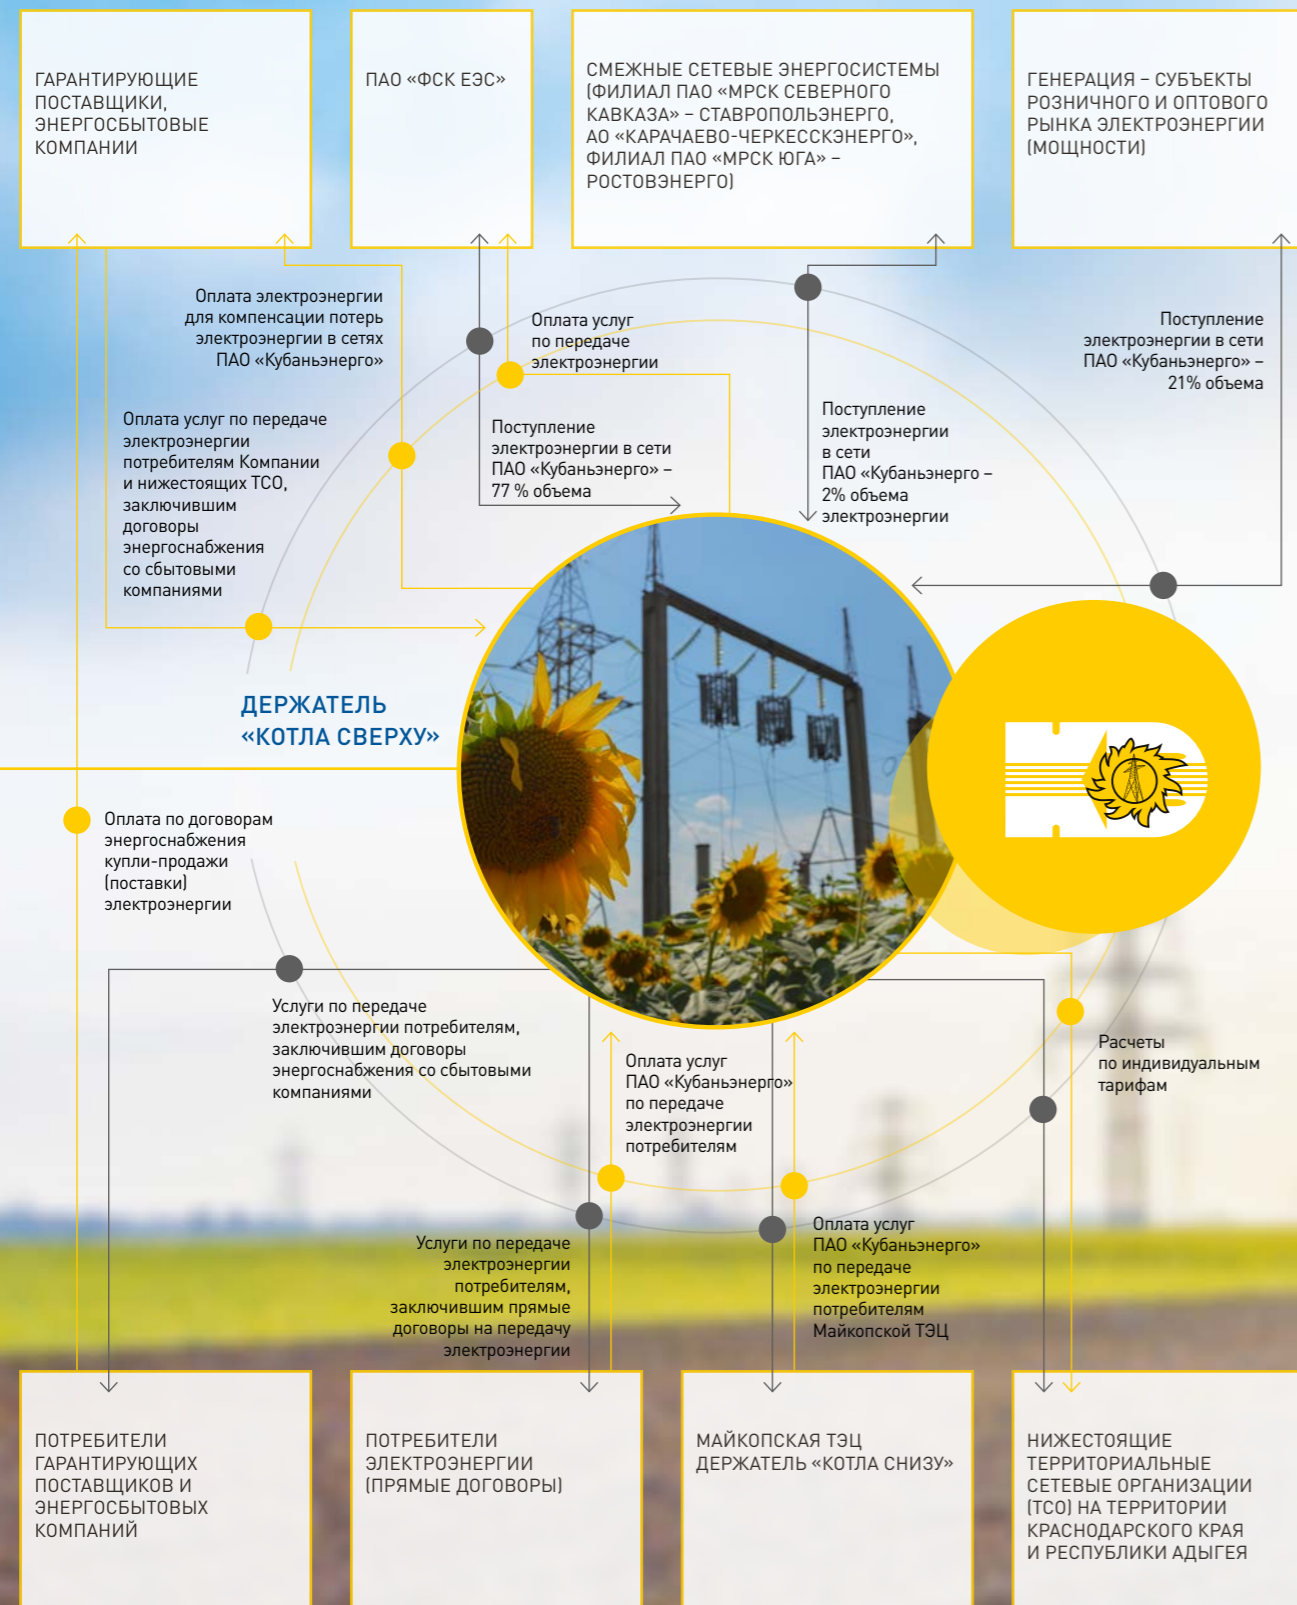 ГАРАНТИРУЮЩИЕ
ПОСТАВЩИКИ,
ЭНЕРГОСБЫТОВЫЕ
КОМПАНИИ
ПАО «ФСК ЕЭС»
СМЕЖНЫЕ СЕТЕВЫЕ ЭНЕРГОСИСТЕМЫ
(ФИЛИАЛ ПАО «МРСК СЕВЕРНОГО
КАВКАЗА» – СТАВРОПОЛЬЭНЕРГО,
АО «КАРАЧАЕВО-ЧЕРКЕССКЭНЕРГО»,
ФИЛИАЛ ПАО «МРСК ЮГА» –
РОСТОВЭНЕРГО)
ГЕНЕРАЦИЯ – СУБЪЕКТЫ
РОЗНИЧНОГО И ОПТОВОГО
РЫНКА ЭЛЕКТРОЭНЕРГИИ
(МОЩНОСТИ)
Оплата электроэнергии
для компенсации потерь
электроэнергии в сетях
ПАО «Кубаньэнерго»
Оплата услуг
по передаче
электроэнергии
Поступление
электроэнергии в сети
ПАО «Кубаньэнерго» –
21% объема
Оплата услуг по передаче
электроэнергии
потребителям Компании
и нижестоящих ТСО,
заключившим
договоры
энергоснабжения
со сбытовыми
компаниями
Поступление
электроэнергии в сети
ПАО «Кубаньэнерго» –
77 % объема
Поступление
электроэнергии
в сети
ПАО «Кубаньэнерго –
2% объема
электроэнергии
ДЕРЖАТЕЛЬ
«КОТЛА СВЕРХУ»
Оплата по договорам
энергоснабжения
купли-продажи
(поставки)
электроэнергии
Услуги по передаче
электроэнергии потребителям,
заключившим договоры
энергоснабжения со сбытовыми
компаниями
Оплата услуг
ПАО «Кубаньэнерго»
по передаче
электроэнергии
потребителям
Расчеты
по индивидуальным
тарифам
Услуги по передаче
электроэнергии
потребителям,
заключившим прямые
договоры на передачу
электроэнергии
Оплата услуг
ПАО «Кубаньэнерго»
по передаче
электроэнергии
потребителям
Майкопской ТЭЦ
ПОТРЕБИТЕЛИ
ГАРАНТИРУЮЩИХ
ПОСТАВЩИКОВ И
ЭНЕРГОСБЫТОВЫХ
КОМПАНИЙ
ПОТРЕБИТЕЛИ
ЭЛЕКТРОЭНЕРГИИ
(ПРЯМЫЕ ДОГОВОРЫ)
МАЙКОПСКАЯ ТЭЦ
ДЕРЖАТЕЛЬ «КОТЛА СНИЗУ»
НИЖЕСТОЯЩИЕ
ТЕРРИТОРИАЛЬНЫЕ
СЕТЕВЫЕ ОРГАНИЗАЦИИ
(ТСО) НА ТЕРРИТОРИИ
КРАСНОДАРСКОГО КРАЯ
И РЕСПУБЛИКИ АДЫГЕЯ